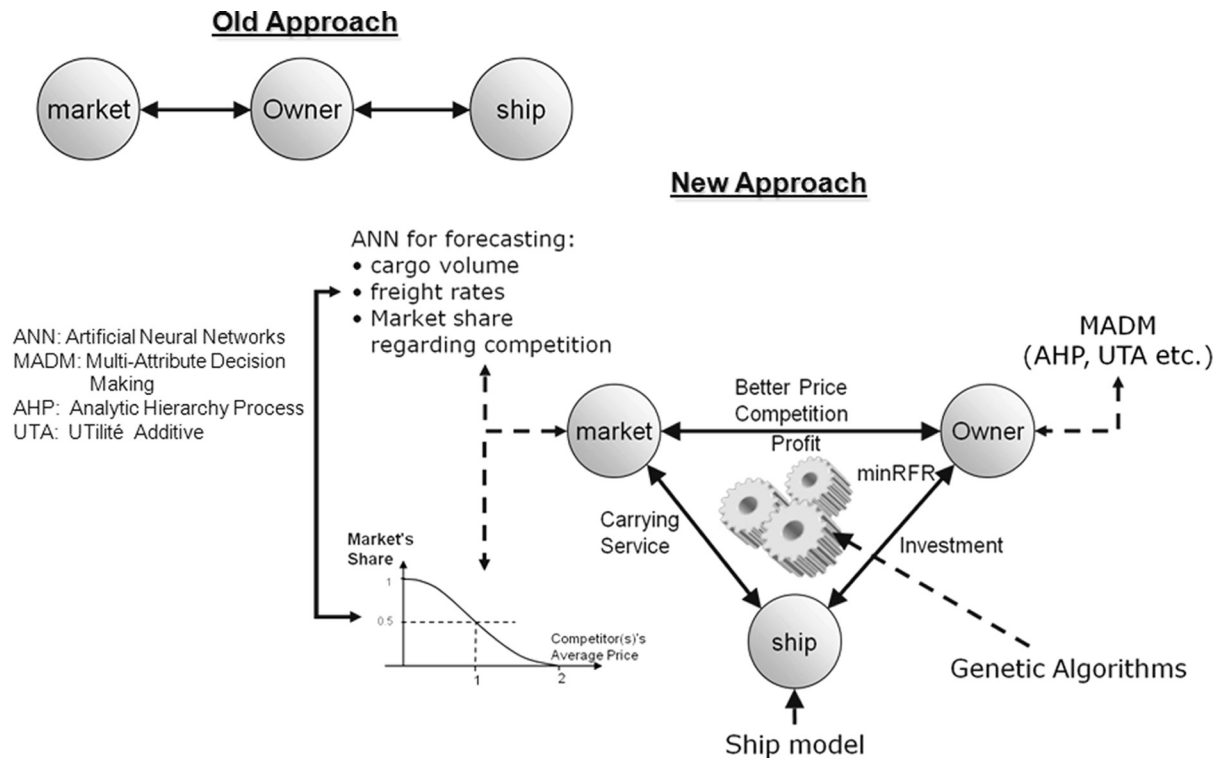 Old Approach
market
Owner
ship
New Approach
ANN for forecasting:
• cargo volume
• freight rates
• Market share
regarding competition
ANN: Artificial Neural Networks
MADM: Multi-Attribute Decision
Making
AHP: Analytic Hierarchy Process
UTA: UTilité Additive
MADM
(AHP, UTA etc.)
Better Price
Competition
Profit
market
Owner
minRFR
Carrying
Service
Investment
Market's
Share
1
0.5
Competitor(s)'s
Average Price
1
2
ship
Genetic Algorithms
Ship model